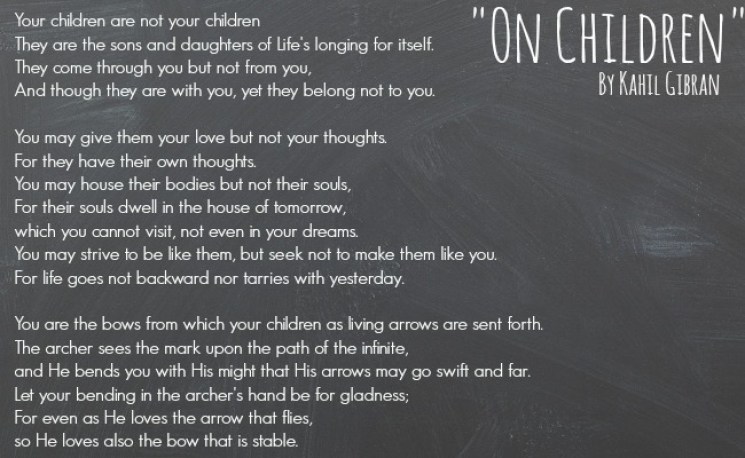 "On Children"
By Kahil Gibran
Your children are not your children
They are the sons and daughters of Life's longing for itself.
They come through you but not from you,
And though they are with you, yet they belong not to you.
You may give them your love but not your thoughts.
For they have their own thoughts.
You may house their bodies but not their souls,
For their souls dwell in the house of tomorrow,
which you cannot visit, not even in your dreams.
You may strive to be like them, but seek not to make them like you.
For life goes not backward nor tarries with yesterday.
You are the bows from which your children as living arrows are sent forth.
The archer sees the mark upon the path of the infinite,
and He bends you with His might that His arrows may go swift and far.
Let your bending in the archer's hand be for gladness;
For even as He loves the arrow that flies,
so He loves also the bow that is stable.